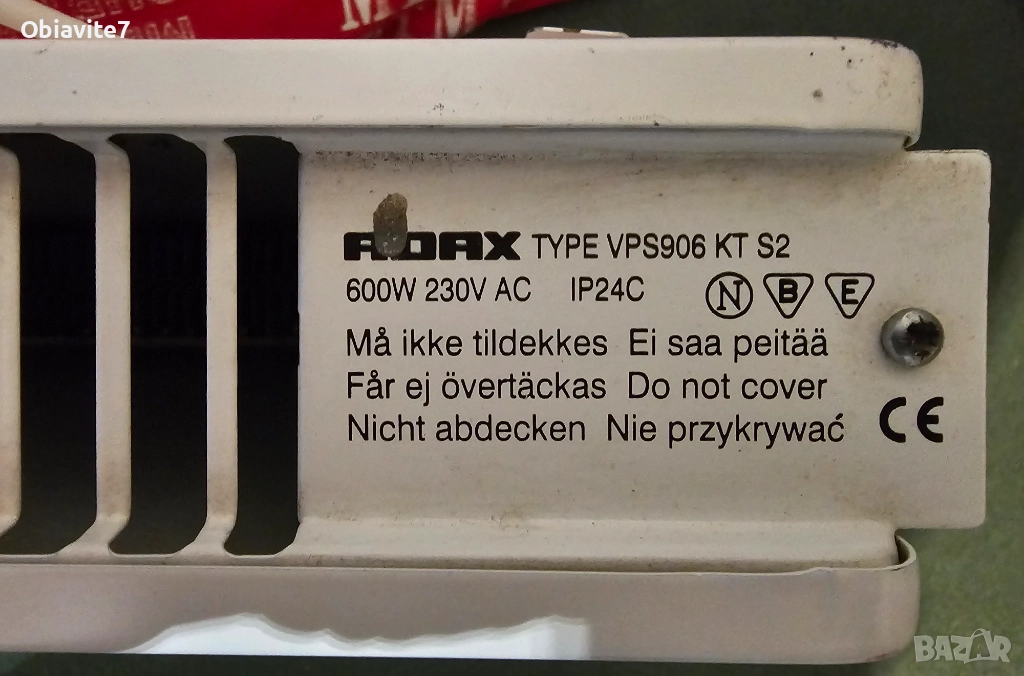 Obiavite7
ADAX TYPE VPS906 KT S2
600W 230V AC IP24C N B E
Må ikke tildekkes Ei saa peitää
Får ej övertäckas Do not cover
Nicht abdecken Nie przykrywać CE
BAZAR